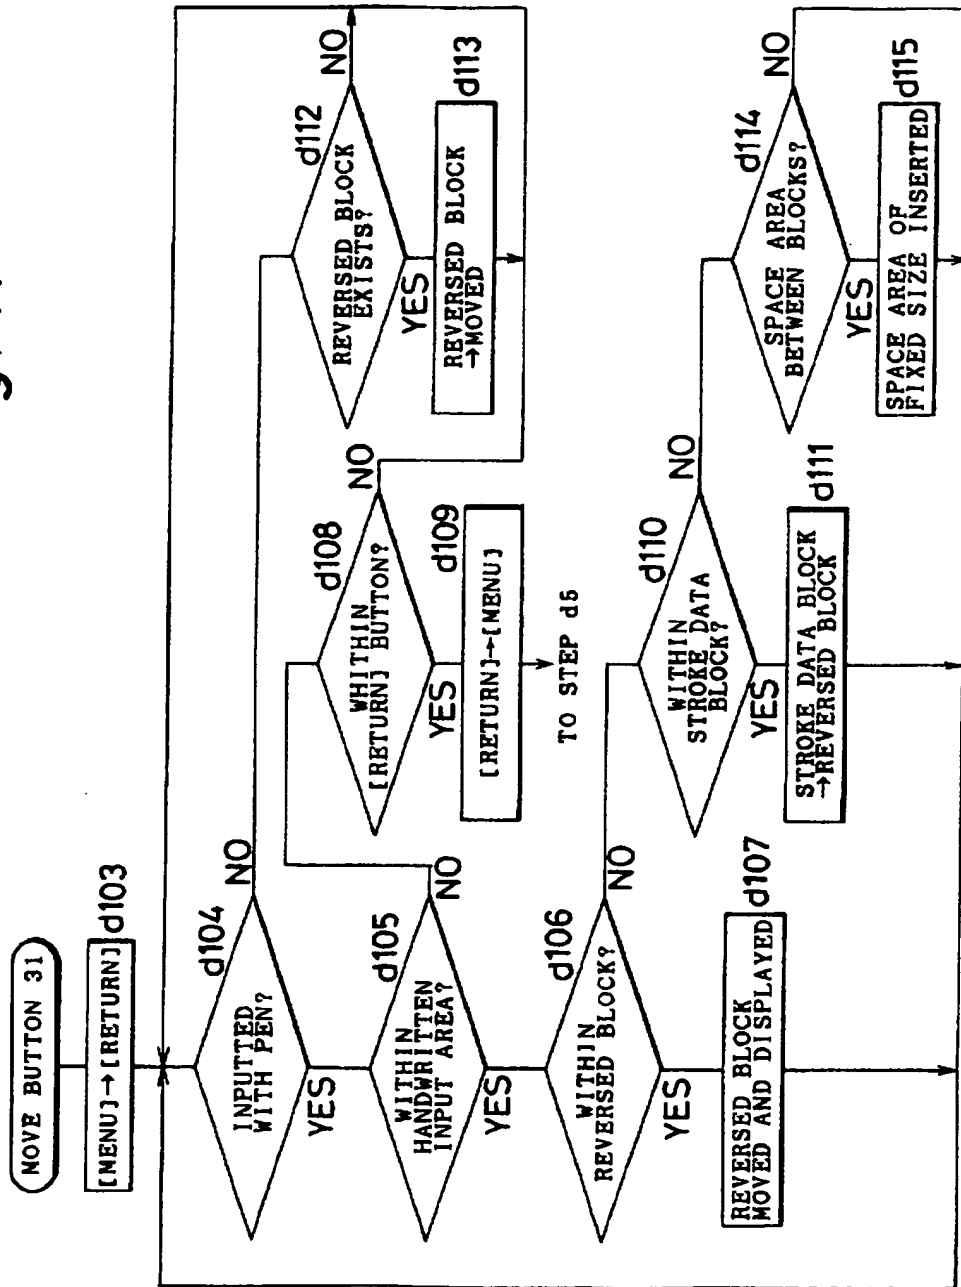 MOVE BUTTON 31
[MENU]→[RETURN]
d103
INPUTTED
WITH PEN?
d104
NO
YES
WITHIN
HANDWRITTEN
INPUT AREA?
d105
NO
YES
WITHIN
REVERSED BLOCK?
d106
NO
YES
REVERSED BLOCK
MOVED AND DISPLAYED
d107
WHITHIN
[RETURN] BUTTON?
d108
NO
YES
[RETURN]→[MENU]
d109
TO STEP d5
WITHIN
STROKE DATA
BLOCK?
d110
NO
YES
STROKE DATA BLOCK
→REVERSED BLOCK
d111
REVERSED BLOCK
EXISTS?
d112
NO
YES
REVERSED BLOCK
→MOVED
d113
SPACE AREA
BETWEEN BLOCKS?
d114
NO
YES
SPACE AREA OF
FIXED SIZE INSERTED
d115